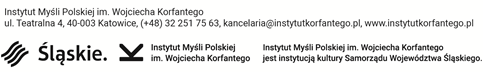 Instytut Myśli Polskiej im. Wojciecha Korfantego
ul. Teatralna 4, 40-003 Katowice, (+48) 32 251 75 63, kancelaria@instytutkorfantego.pl, www.instytutkorfantego.pl
Śląskie.
Instytut Myśli Polskiej
im. Wojciecha Korfantego
Instytut Myśli Polskiej im. Wojciecha Korfantego
jest instytucją kultury Samorządu Województwa Śląskiego.